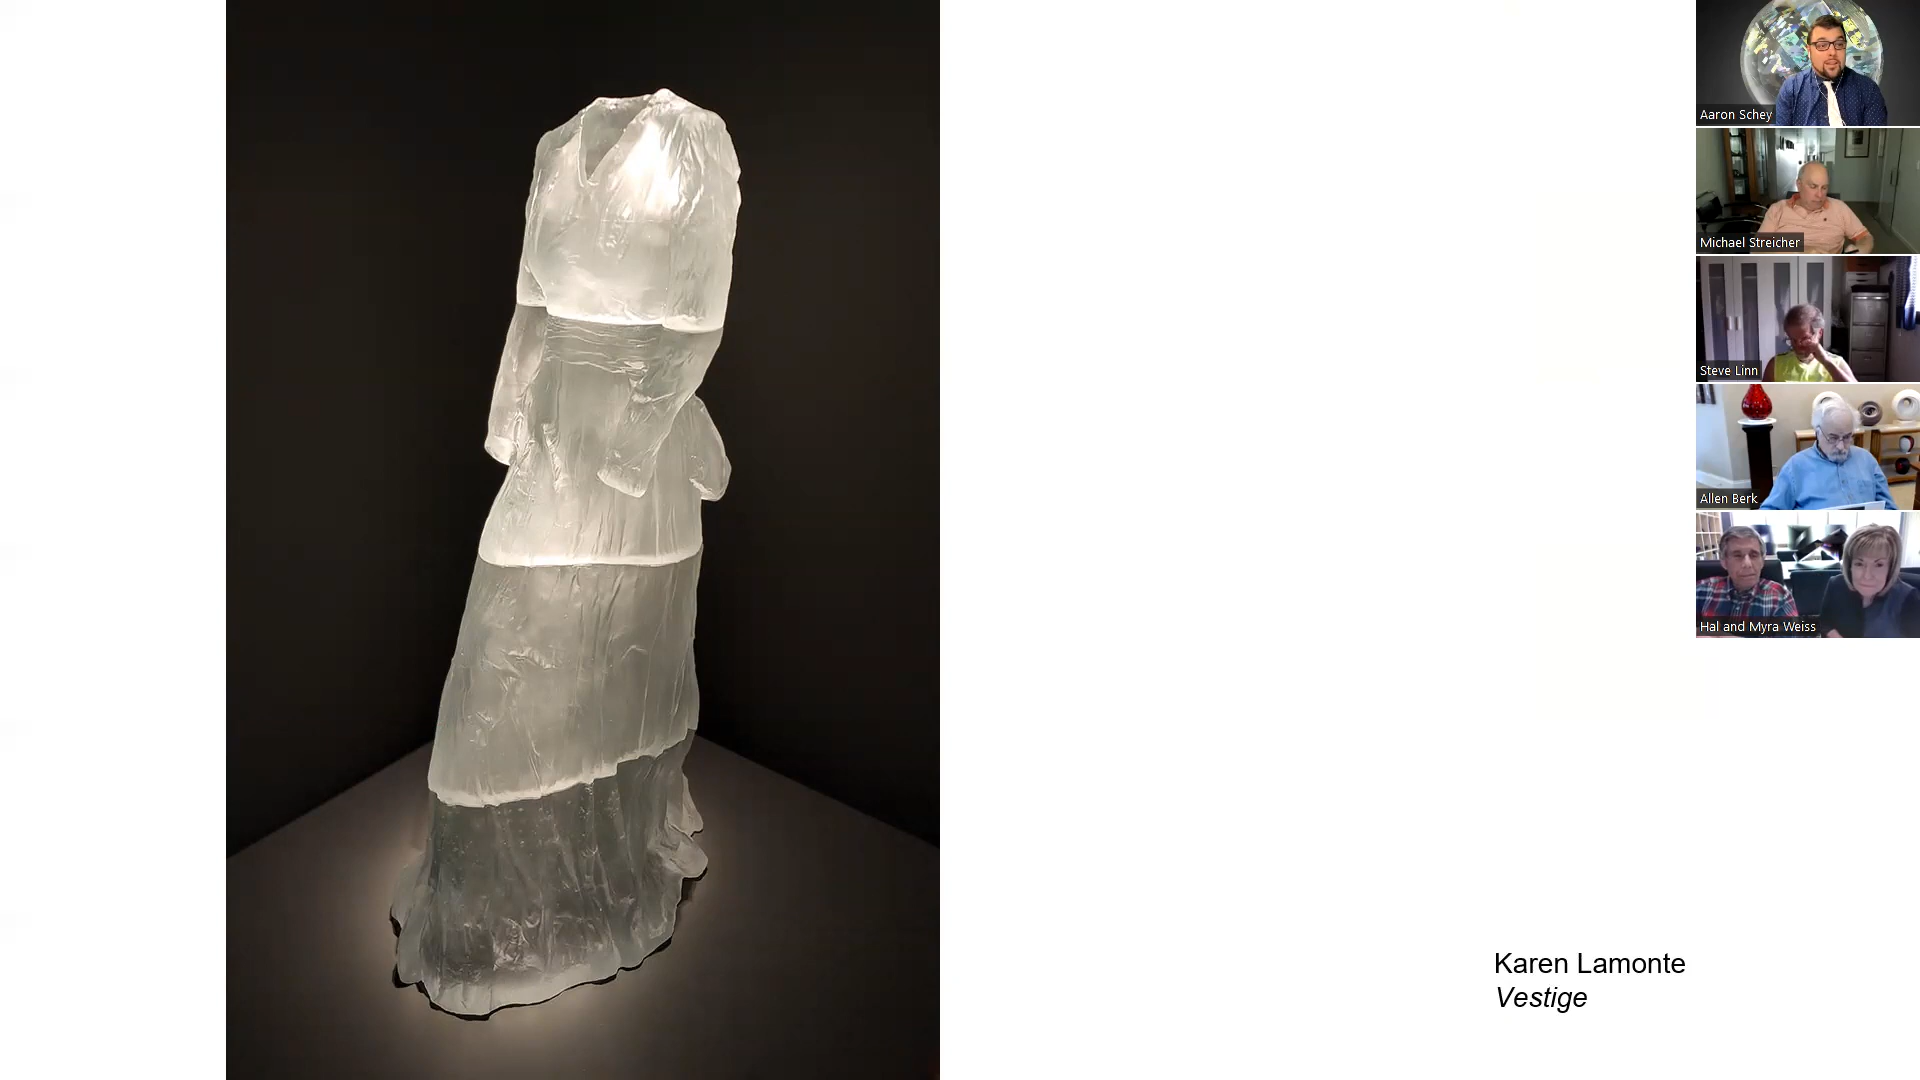 Aaron Schey
Michael Streicher
Steve Linn
Allen Berk
Hal and Myra Weiss
Karen Lamonte
Vestige